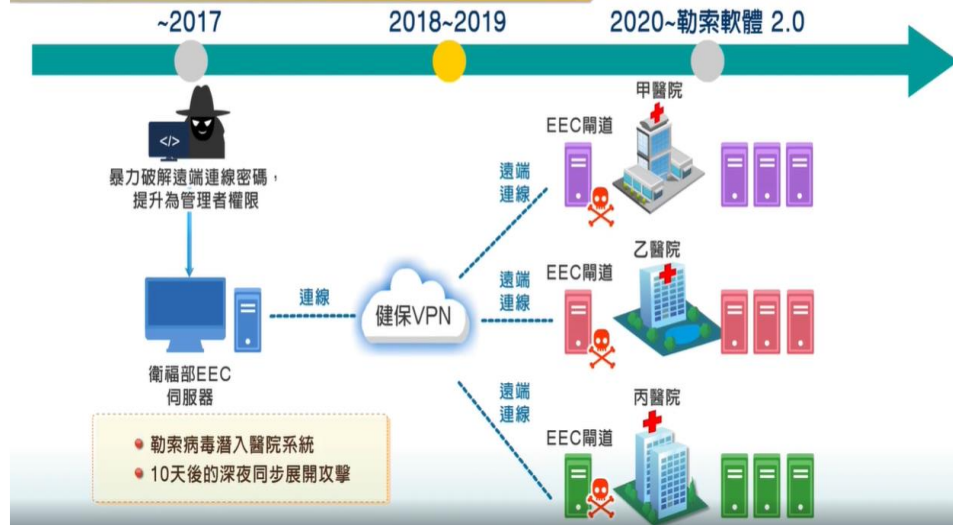 ~2017
2018~2019
2020~勒索軟體 2.0
</>
暴力破解遠端連線密碼，
提升為管理者權限
衛福部EEC
伺服器
連線
健保VPN
遠端
連線
EEC閘道
甲醫院
遠端
連線
EEC閘道
乙醫院
遠端
連線
EEC閘道
丙醫院
勒索病毒潛入醫院系統
10天後的深夜同步展開攻擊